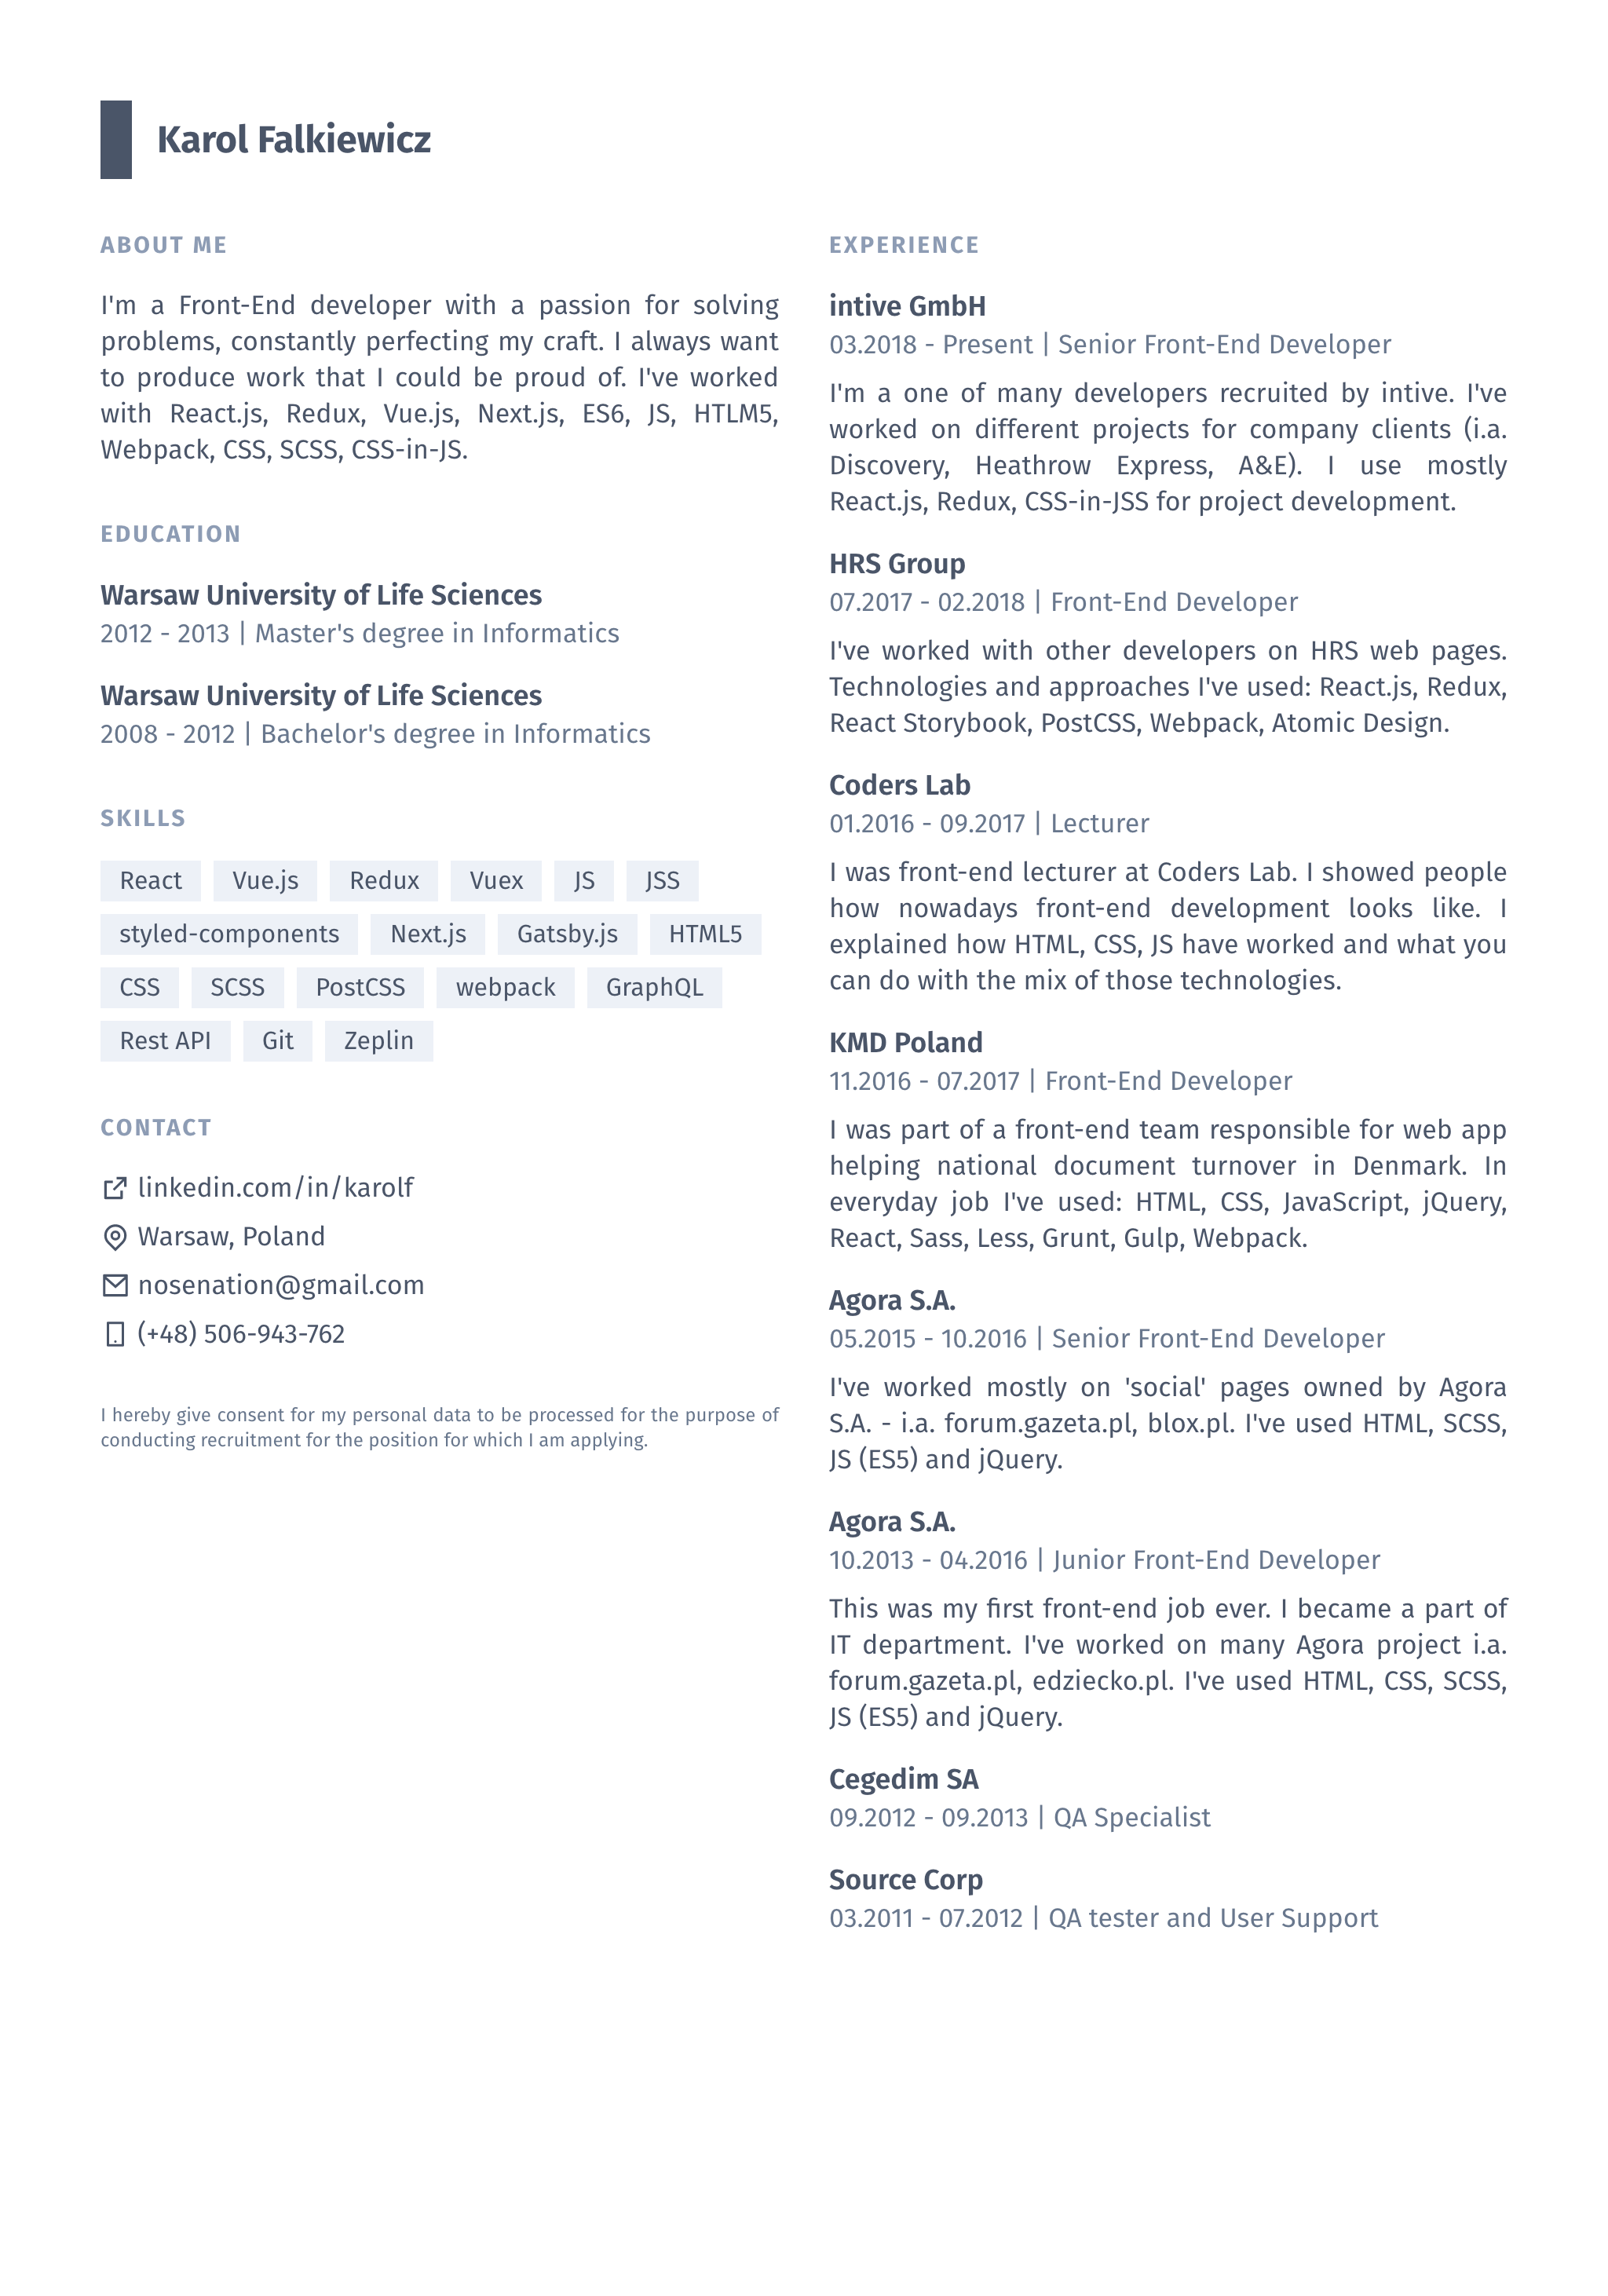 Karol Falkiewicz
ABOUT ME
I'm a Front-End developer with a passion for solving
problems, constantly perfecting my craft. I always want
to produce work that I could be proud of. I've worked
with React.js, Redux, Vue.js, Next.js, ES6, JS, HTLM5,
Webpack, CSS, SCSS, CSS-in-JS.
EDUCATION
Warsaw University of Life Sciences
2012 - 2013 | Master's degree in Informatics
Warsaw University of Life Sciences
2008 - 2012 | Bachelor's degree in Informatics
SKILLS
React Vue.js Redux Vuex JS JSS
styled-components Next.js Gatsby.js HTML5
CSS SCSS PostCSS webpack GraphQL
Rest API Git Zeplin
CONTACT
linkedin.com/in/karolf
Warsaw, Poland
nosenation@gmail.com
(+48) 506-943-762
I hereby give consent for my personal data to be processed for the purpose of
conducting recruitment for the position for which I am applying.
EXPERIENCE
intive GmbH
03.2018 - Present | Senior Front-End Developer
I'm a one of many developers recruited by intive. I've
worked on different projects for company clients (i.a.
Discovery, Heathrow Express, A&E). I use mostly
React.js, Redux, CSS-in-JSS for project development.
HRS Group
07.2017 - 02.2018 | Front-End Developer
I've worked with other developers on HRS web pages.
Technologies and approaches I've used: React.js, Redux,
React Storybook, PostCSS, Webpack, Atomic Design.
Coders Lab
01.2016 - 09.2017 | Lecturer
I was front-end lecturer at Coders Lab. I showed people
how nowadays front-end development looks like. I
explained how HTML, CSS, JS have worked and what you
can do with the mix of those technologies.
KMD Poland
11.2016 - 07.2017 | Front-End Developer
I was part of a front-end team responsible for web app
helping national document turnover in Denmark. In
everyday job I've used: HTML, CSS, JavaScript, jQuery,
React, Sass, Less, Grunt, Gulp, Webpack.
Agora S.A.
05.2015 - 10.2016 | Senior Front-End Developer
I've worked mostly on 'social' pages owned by Agora
S.A. - i.a. forum.gazeta.pl, blox.pl. I've used HTML, SCSS,
JS (ES5) and jQuery.
Agora S.A.
10.2013 - 04.2016 | Junior Front-End Developer
This was my first front-end job ever. I became a part of
IT department. I've worked on many Agora project i.a.
forum.gazeta.pl, edziecko.pl. I've used HTML, CSS, SCSS,
JS (ES5) and jQuery.
Cegedim SA
09.2012 - 09.2013 | QA Specialist
Source Corp
03.2011 - 07.2012 | QA tester and User Support